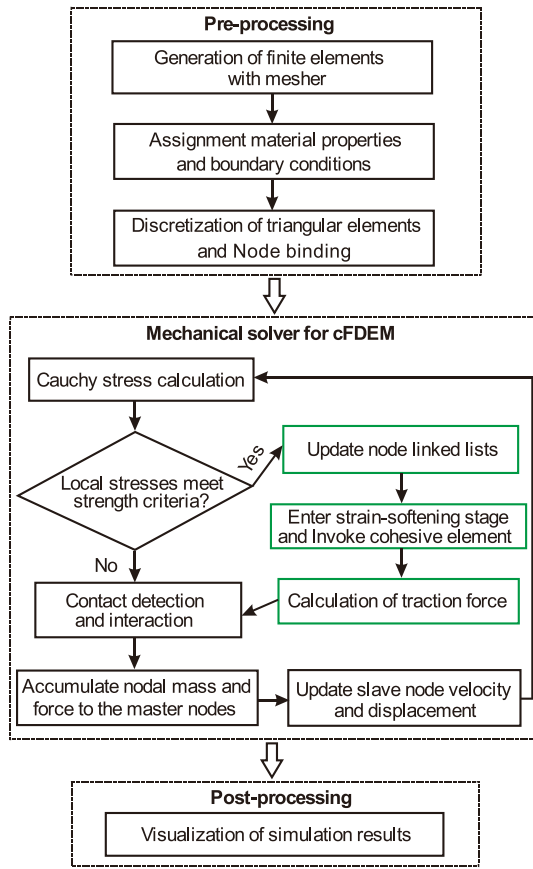 Pre-processing
Generation of finite elements
with mesher
Assignment material properties
and boundary conditions
Discretization of triangular elements
and Node binding
Mechanical solver for cFDEM
Cauchy stress calculation
Local stresses meet
strength criteria?
Yes
Update node linked lists
Enter strain-softening stage
and Invoke cohesive element
Calculation of traction force
No
Contact detection
and interaction
Accumulate nodal mass and
force to the master nodes
Update slave node velocity
and displacement
Post-processing
Visualization of simulation results